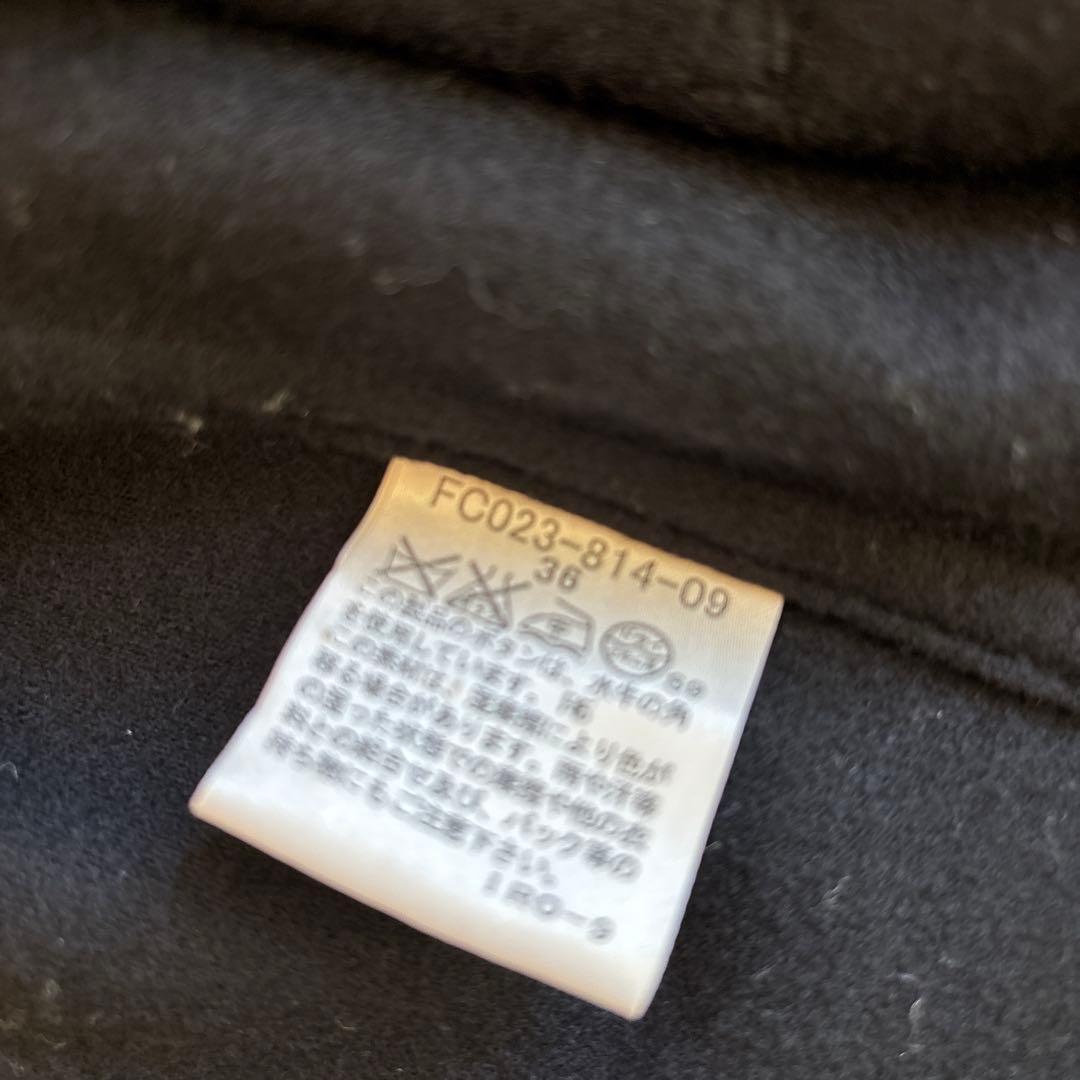 FC023-814-09
36
この製品のボタンは、水牛の角
を使用しています。
この素材は、摩擦により色が
移る場合があります。雨や汗等
で湿った状態での摩擦や他の衣
類との組合せ及び、バッグ等の
持ち物にもご注意下さい。
IRO-9